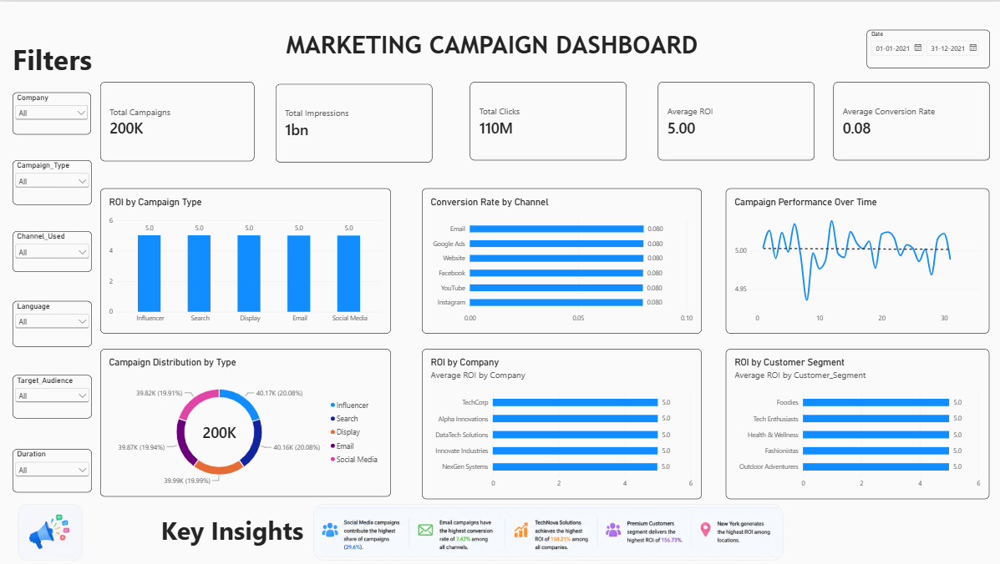 MARKETING CAMPAIGN DASHBOARD
Date
01-01-2021 31-12-2021
Filters
Company
All
Campaign_Type
All
Channel_Used
All
Language
All
Target_Audience
All
Duration
All
Total Campaigns
200K
Total Impressions
1bn
Total Clicks
110M
Average ROI
5.00
Average Conversion Rate
0.08
ROI by Campaign Type
6
5.0 5.0 5.0 5.0 5.0
4
2
0
Influencer Search Display Email Social Media
Conversion Rate by Channel
Email 0.080
Google Ads 0.080
Website 0.080
Facebook 0.080
YouTube 0.080
Instagram 0.080
0.00 0.05 0.10
Campaign Performance Over Time
5.00
4.95
0 10 20 30
Campaign Distribution by Type
39.82K (19.91%) 40.17K (20.08%)
200K
39.87K (19.94%) 40.16K (20.08%)
39.99K (19.99%)
Influencer
Search
Display
Email
Social Media
ROI by Company
Average ROI by Company
TechCorp 5.0
Alpha Innovations 5.0
DataTech Solutions 5.0
Innovate Industries 5.0
NexGen Systems 5.0
0 2 4 6
ROI by Customer Segment
Average ROI by Customer_Segment
Foodies 5.0
Tech Enthusiasts 5.0
Health & Wellness 5.0
Fashionistas 5.0
Outdoor Adventurers 5.0
0 2 4 6
Key Insights
Social Media campaigns
contribute the highest
share of campaigns
(29.6%).
Email campaigns have
the highest conversion
rate of 7.42% among
all channels.
TechNova Solutions
achieves the highest
ROI of 158.21% among
all companies.
Premium Customers
segment delivers the
highest ROI of 156.73%.
New York generates
the highest ROI among
locations.